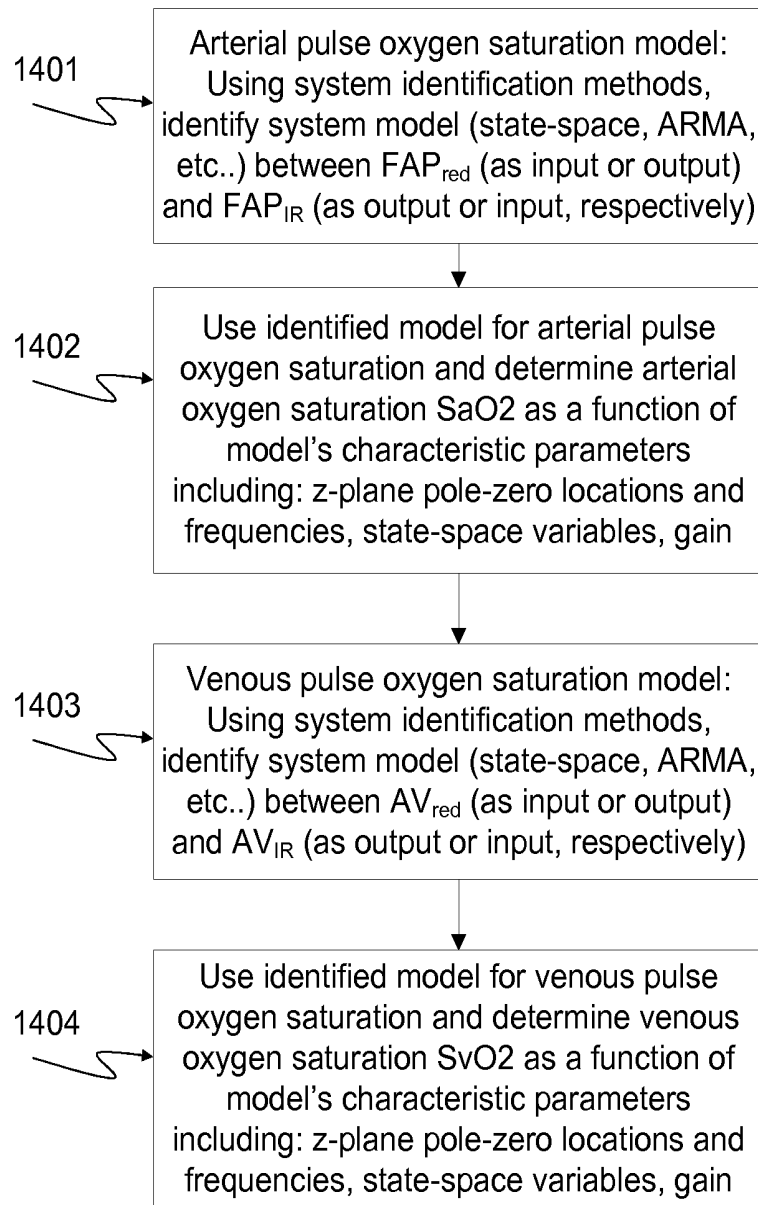 1401
Arterial pulse oxygen saturation model:
Using system identification methods,
identify system model (state-space, ARMA,
etc..) between FAPred (as input or output)
and FAPIR (as output or input, respectively)
1402
Use identified model for arterial pulse
oxygen saturation and determine arterial
oxygen saturation SaO2 as a function of
model's characteristic parameters
including: z-plane pole-zero locations and
frequencies, state-space variables, gain
1403
Venous pulse oxygen saturation model:
Using system identification methods,
identify system model (state-space, ARMA,
etc..) between AVred (as input or output)
and AVIR (as output or input, respectively)
1404
Use identified model for venous pulse
oxygen saturation and determine venous
oxygen saturation SvO2 as a function of
model's characteristic parameters
including: z-plane pole-zero locations and
frequencies, state-space variables, gain